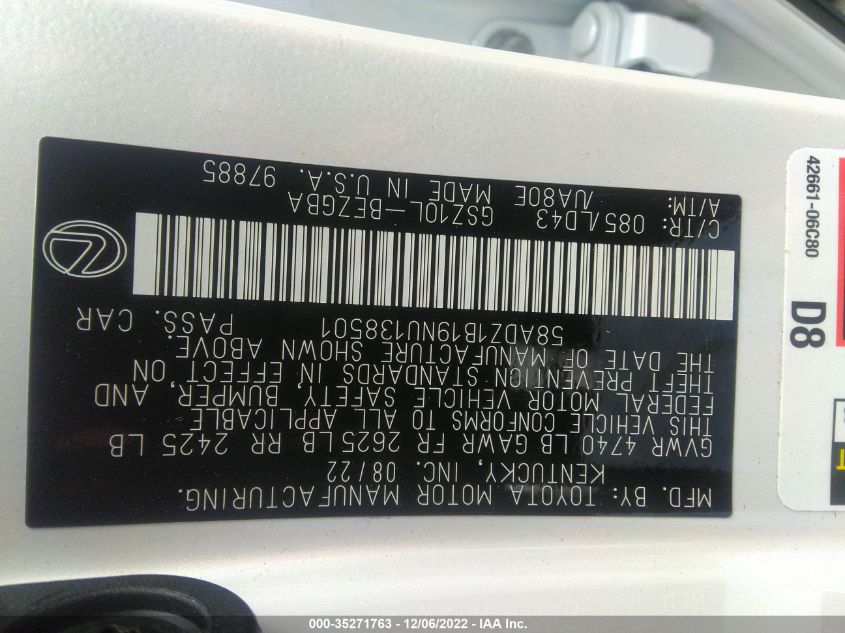 MFD. BY: TOYOTA MOTOR MANUFACTURING.
KENTUCKY, INC. 08/22
GVWR 4740 LB GAWR FR 2625 LB RR 2425 LB
THIS VEHICLE CONFORMS TO ALL APPLICABLE
FEDERAL MOTOR VEHICLE SAFETY, BUMPER, AND
THEFT PREVENTION STANDARDS IN EFFECT ON
THE DATE OF MANUFACTURE SHOWN ABOVE.
58ADZ1B19NU138501 PASS. CAR
C/TR: 085/LD43 GSZ10L-BEZGBA
A/TM: /UA80E MADE IN U.S.A. 97885
42661-06C80
D8
000-35271763 - 12/06/2022 - IAA Inc.